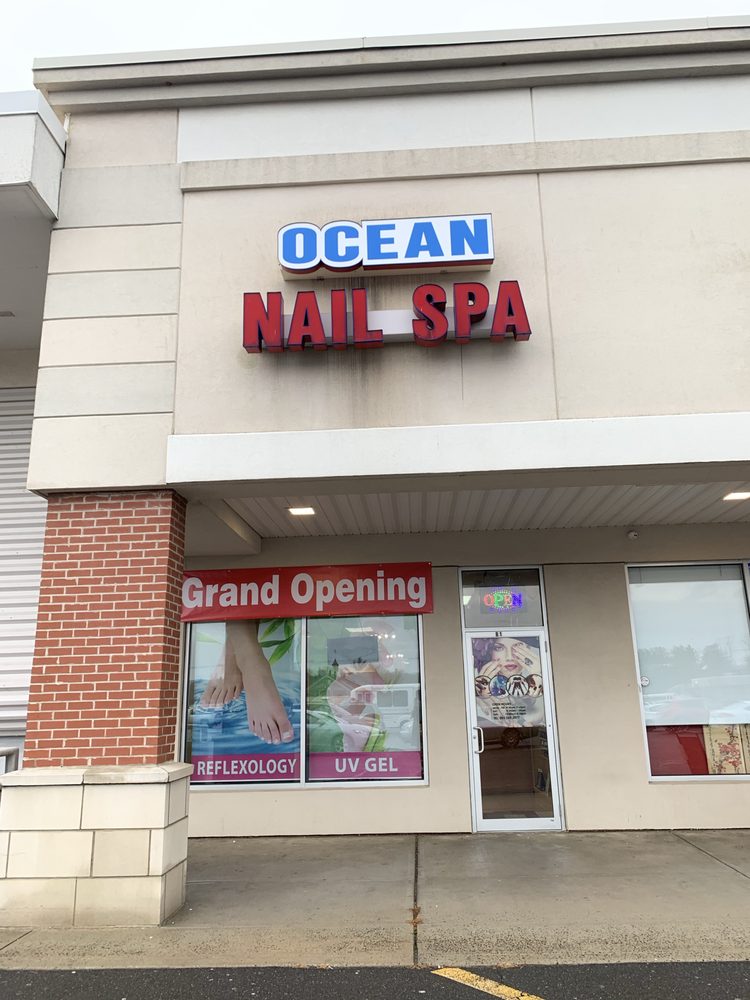 OCEAN
NAIL SPA
Grand Opening
OPEN
REFLEXOLOGY
UV GEL